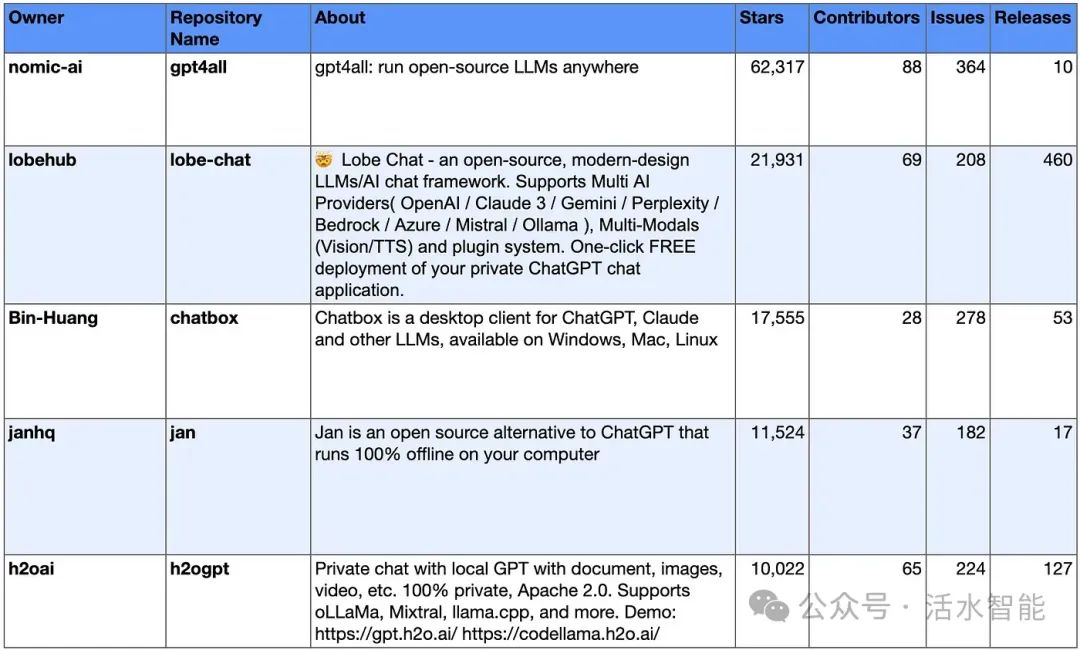 Owner Repository Name About Stars Contributors Issues Releases
nomic-ai gpt4all gpt4all: run open-source LLMs anywhere 62,317 88 364 10
lobehub lobe-chat 🤯 Lobe Chat - an open-source, modern-design 21,931 69 208 460
LLMs/AI chat framework. Supports Multi AI
Providers( OpenAI / Claude 3 / Gemini / Perplexity /
Bedrock / Azure / Mistral / Ollama ), Multi-Modals
(Vision/TTS) and plugin system. One-click FREE
deployment of your private ChatGPT chat
application.
Bin-Huang chatbox Chatbox is a desktop client for ChatGPT, Claude 17,555 28 278 53
and other LLMs, available on Windows, Mac, Linux
janhq jan Jan is an open source alternative to ChatGPT that 11,524 37 182 17
runs 100% offline on your computer
h2oai h2ogpt Private chat with local GPT with document, images, 10,022 65 224 127
video, etc. 100% private, Apache 2.0. Supports
oLLaMa, Mixtral, llama.cpp, and more. Demo:
https://gpt.h2o.ai/ https://codellama.h2o.ai/
公众号 · 活水智能